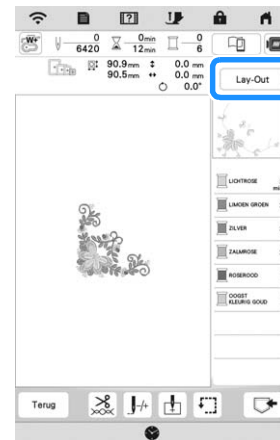 W+
0
6420
0min
12min
0
6
90.9mm
90.5mm
0.0 mm
0.0 mm
0.0°
Lay-Out
LICHTROSE
LIMOEN GROEN
ZILVER
ZALMROSE
ROSEROOD
OOGST
KLEURIG GOUD
Terug